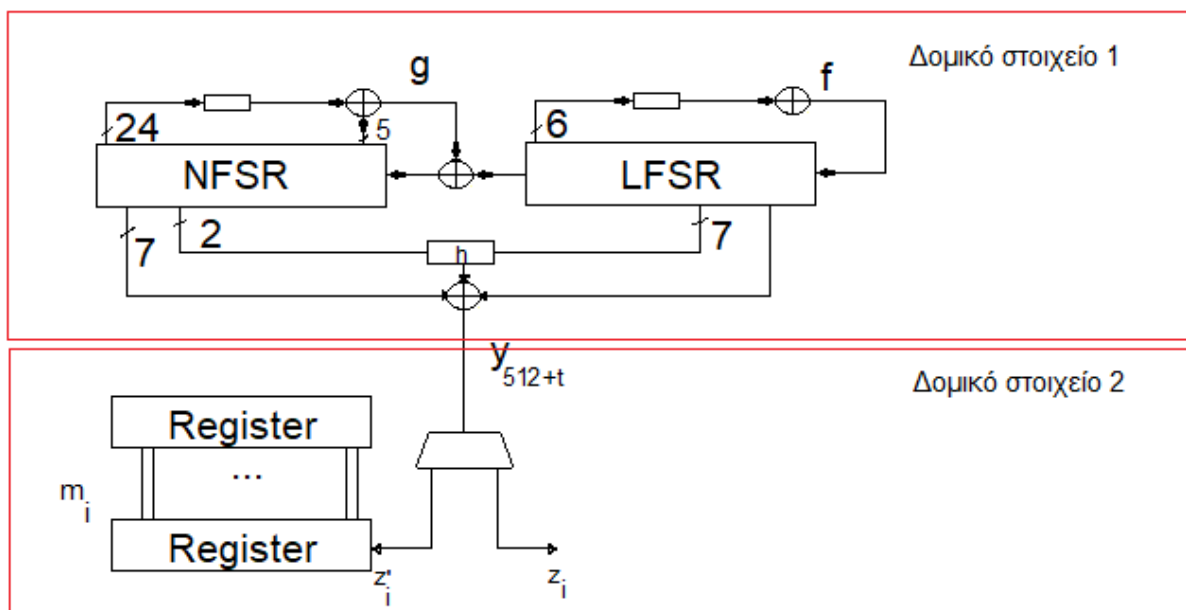 Δομικό στοιχείο 1
g
f
24
5
6
NFSR
LFSR
7
2
7
h
y512+t
Δομικό στοιχείο 2
Register
...
mi
Register
z'i
zi